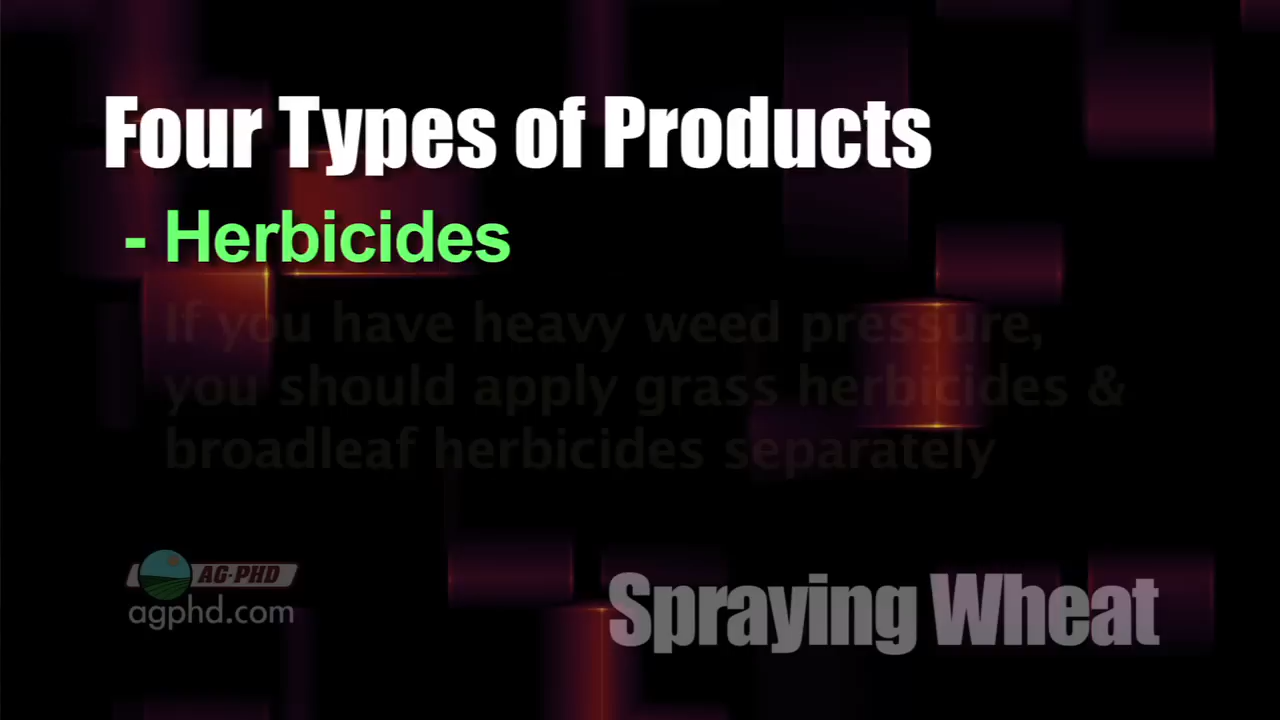 Four Types of Products
- Herbicides
If you have heavy weed pressure,
you should apply grass herbicides &
broadleaf herbicides separately
AG-PHD
agphd.com
Spraying Wheat